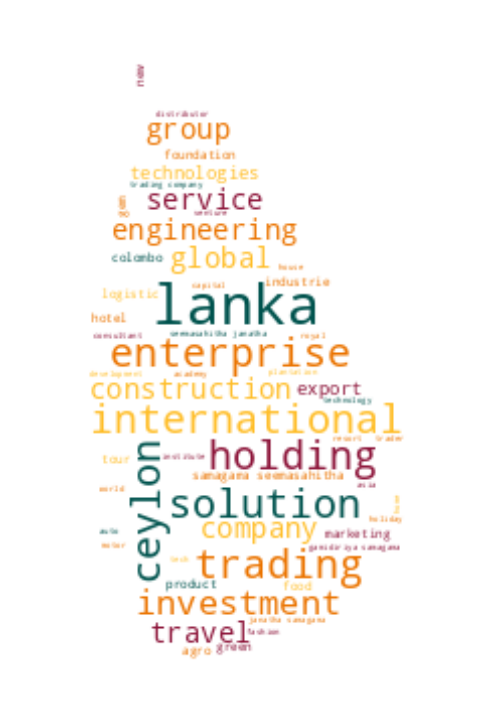 new
distributor
group
foundation
technologies
trading company
service
venture
engineering
colombo
global
house
capital
industrie
logistic
lanka
hotel
consultant
seemasahitha janatha
royal
enterprise
development
academy
plantation
construction
export
technology
international
resort
trader
ceylon
tour
institute
holding
samagama seemasahitha
world
asia
solution
holiday
auto
company
marketing
motor
gamidiriya samagama
tech
trading
product
food
investment
janatha samagama
travel
fashion
agro
green